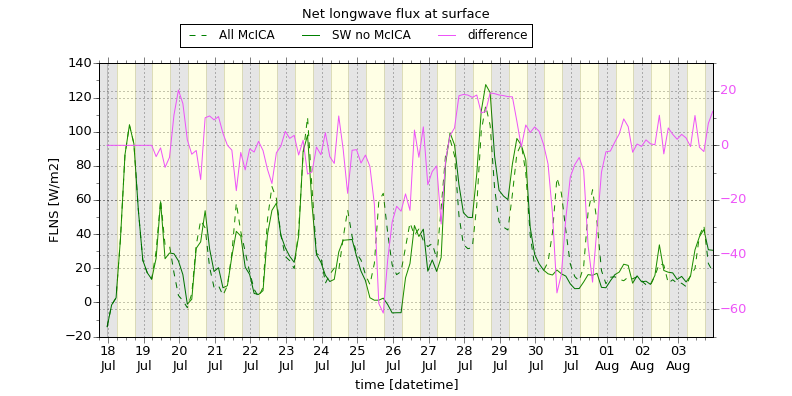 Net longwave flux at surface
All McICA
SW no McICA
difference
FLNS [W/m2]
140
120
100
80
60
40
20
0
−20
20
0
−20
−40
−60
18 19 20 21 22 23 24 25 26 27 28 29 30 31 01 02 03
Jul Jul Jul Jul Jul Jul Jul Jul Jul Jul Jul Jul Jul Jul Aug Aug Aug
time [datetime]